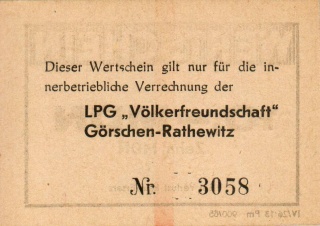 Dieser Wertschein gilt nur für die in-
nerbetriebliche Verrechnung der
LPG „Völkerfreundschaft“
Görschen-Rathewitz
Nr. 3058